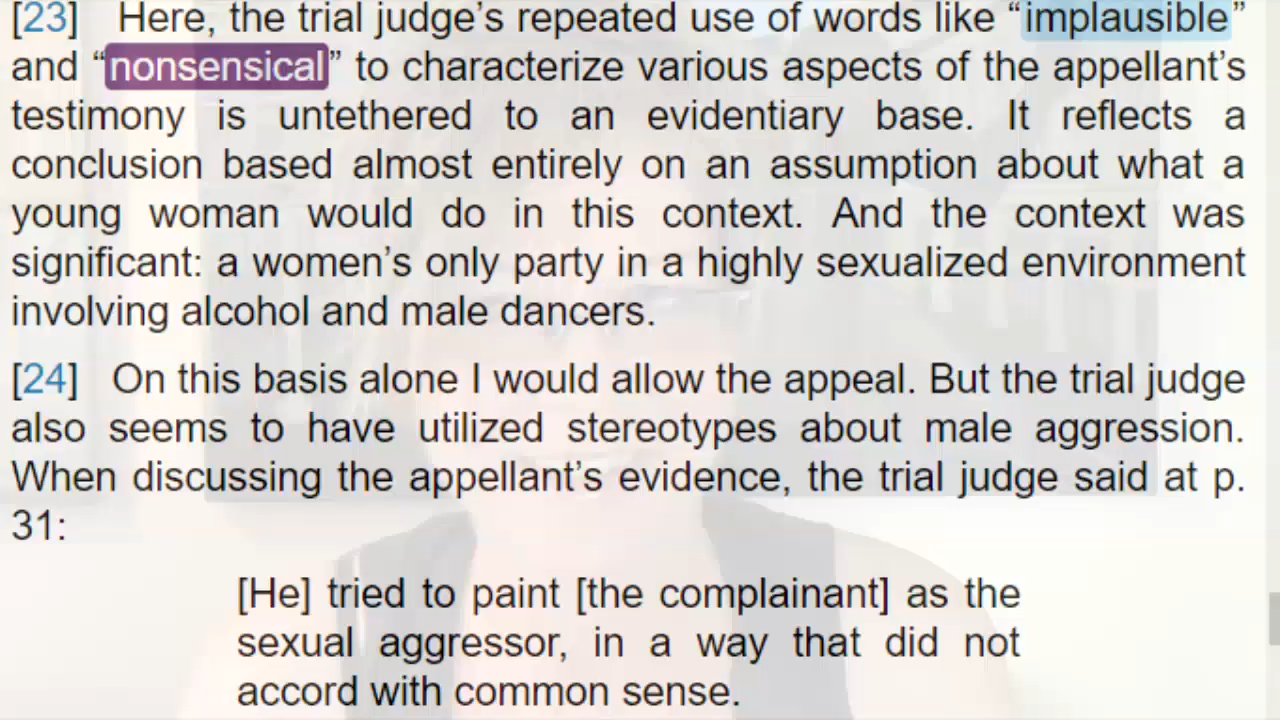 [23] Here, the trial judge’s repeated use of words like “implausible”
and “nonsensical” to characterize various aspects of the appellant’s
testimony is untethered to an evidentiary base. It reflects a
conclusion based almost entirely on an assumption about what a
young woman would do in this context. And the context was
significant: a women’s only party in a highly sexualized environment
involving alcohol and male dancers.
[24] On this basis alone I would allow the appeal. But the trial judge
also seems to have utilized stereotypes about male aggression.
When discussing the appellant’s evidence, the trial judge said at p.
31:
[He] tried to paint [the complainant] as the
sexual aggressor, in a way that did not
accord with common sense.